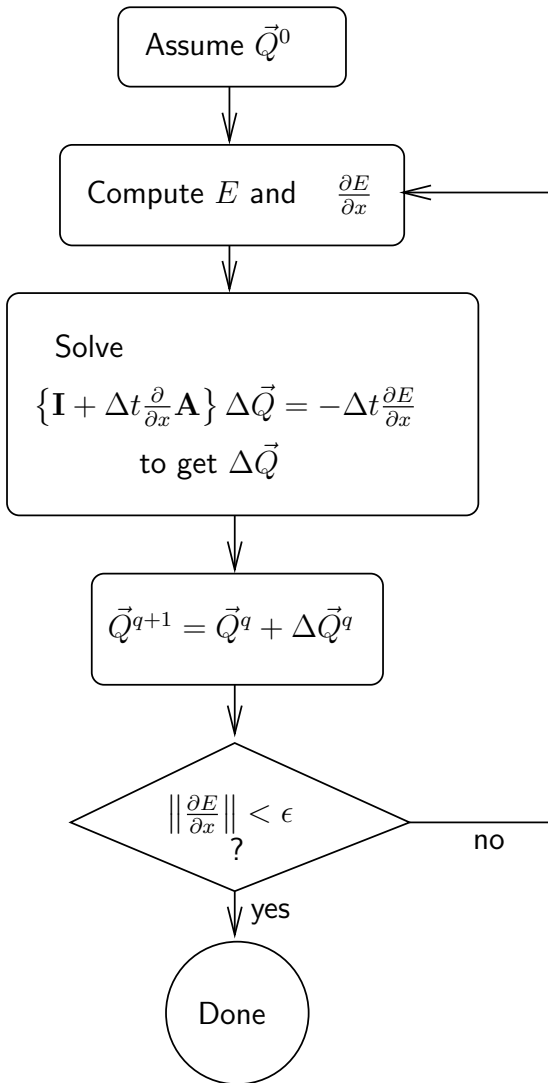 Assume $\vec{Q}^0$
Compute $E$ and $\frac{\partial E}{\partial x}$
Solve
$\left\{\mathbf{I} + \Delta t \frac{\partial}{\partial x} \mathbf{A}\right\} \Delta \vec{Q} = -\Delta t \frac{\partial E}{\partial x}$
to get $\Delta \vec{Q}$
$\vec{Q}^{q+1} = \vec{Q}^q + \Delta \vec{Q}^q$
$\left\|\frac{\partial E}{\partial x}\right\| < \epsilon$
?
no
yes
Done